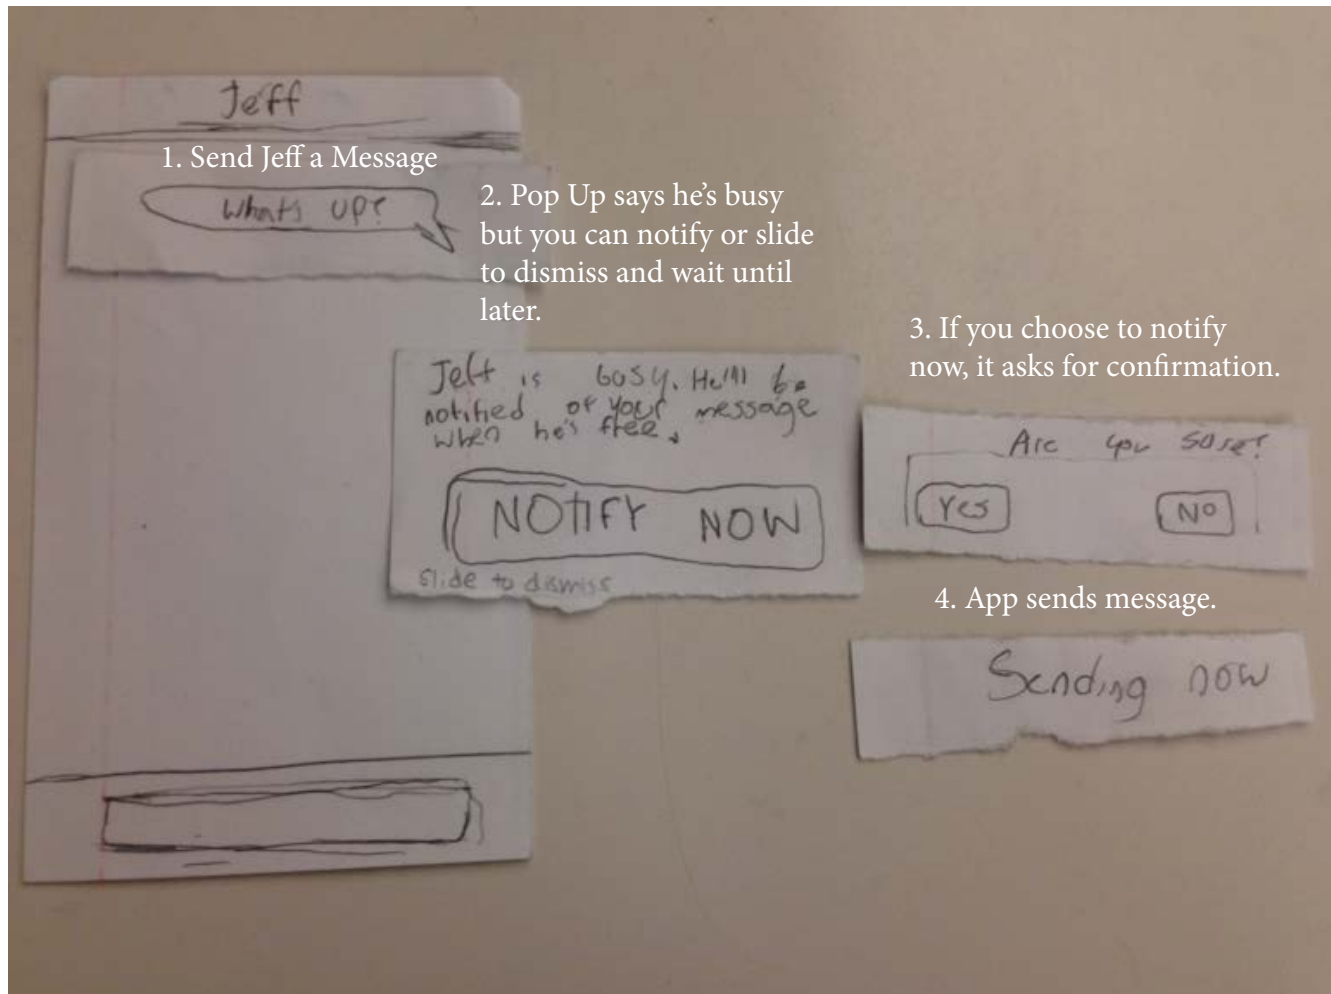 Jeff
1. Send Jeff a Message
What's up?
2. Pop Up says he’s busy
but you can notify or slide
to dismiss and wait until
later.
Jeff is busy. He'll be
notified of your message
when he's free.
NOTIFY NOW
slide to dismiss
3. If you choose to notify
now, it asks for confirmation.
Are you sure?
Yes
No
4. App sends message.
Sending now